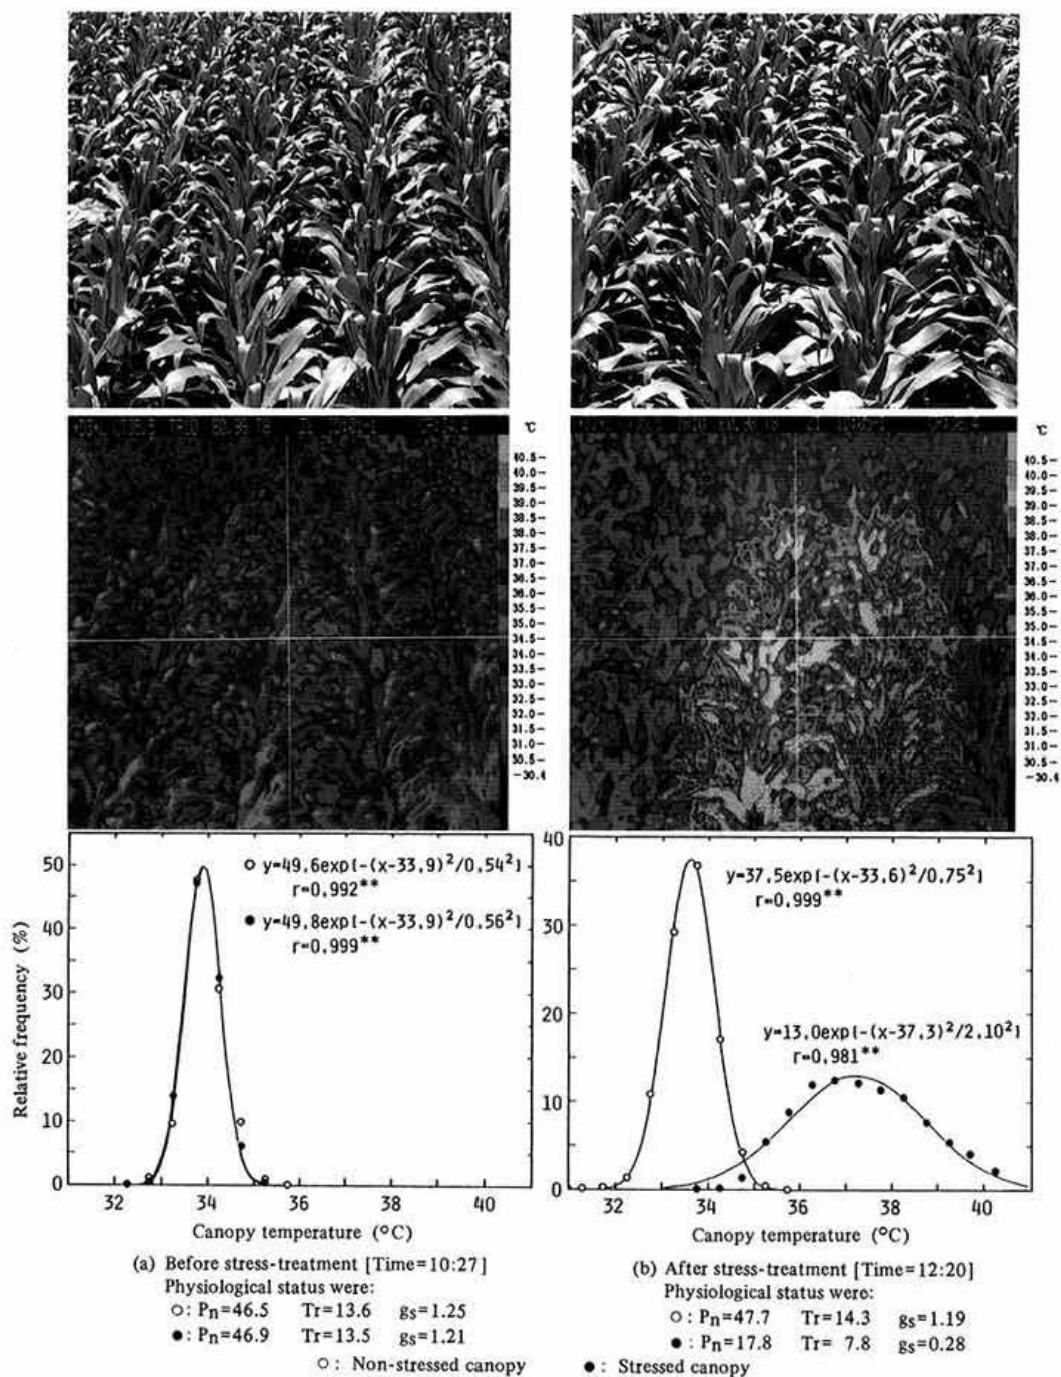 °C
40.5-
40.0-
39.5-
39.0-
38.5-
38.0-
37.5-
37.0-
36.5-
36.0-
35.5-
35.0-
34.5-
34.0-
33.5-
33.0-
32.5-
32.0-
31.5-
31.0-
30.5-
-30.4
°C
40.5-
40.0-
39.5-
39.0-
38.5-
38.0-
37.5-
37.0-
36.5-
36.0-
35.5-
35.0-
34.5-
34.0-
33.5-
33.0-
32.5-
32.0-
31.5-
31.0-
30.5-
-30.4
Relative frequency (%)
50
40
30
20
10
0
○ y=49.6exp[-(x-33.9)²/0.54²]
r=0.992**
● y=49.8exp[-(x-33.9)²/0.56²]
r=0.999**
32 34 36 38 40
Canopy temperature (°C)
40
30
20
10
0
y=37.5exp[-(x-33.6)²/0.75²]
r=0.999**
y=13.0exp[-(x-37.3)²/2.10²]
r=0.981**
32 34 36 38 40
Canopy temperature (°C)
(a) Before stress-treatment [Time=10:27]
Physiological status were:
○: Pn=46.5 Tr=13.6 gs=1.25
●: Pn=46.9 Tr=13.5 gs=1.21
(b) After stress-treatment [Time=12:20]
Physiological status were:
○: Pn=47.7 Tr=14.3 gs=1.19
●: Pn=17.8 Tr= 7.8 gs=0.28
○: Non-stressed canopy ●: Stressed canopy